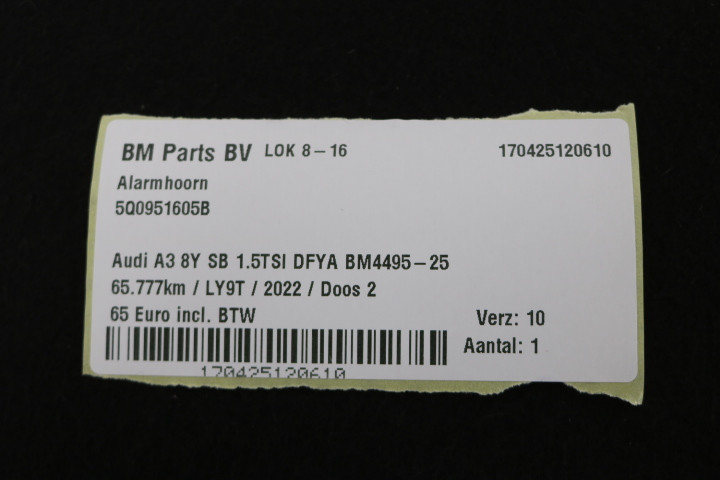 BM Parts BV LOK 8-16 170425120610
Alarmhoorn
5Q0951605B
Audi A3 8Y SB 1.5TSI DFYA BM4495-25
65.777km / LY9T / 2022 / Doos 2
65 Euro incl. BTW Verz: 10
Aantal: 1
170425120610